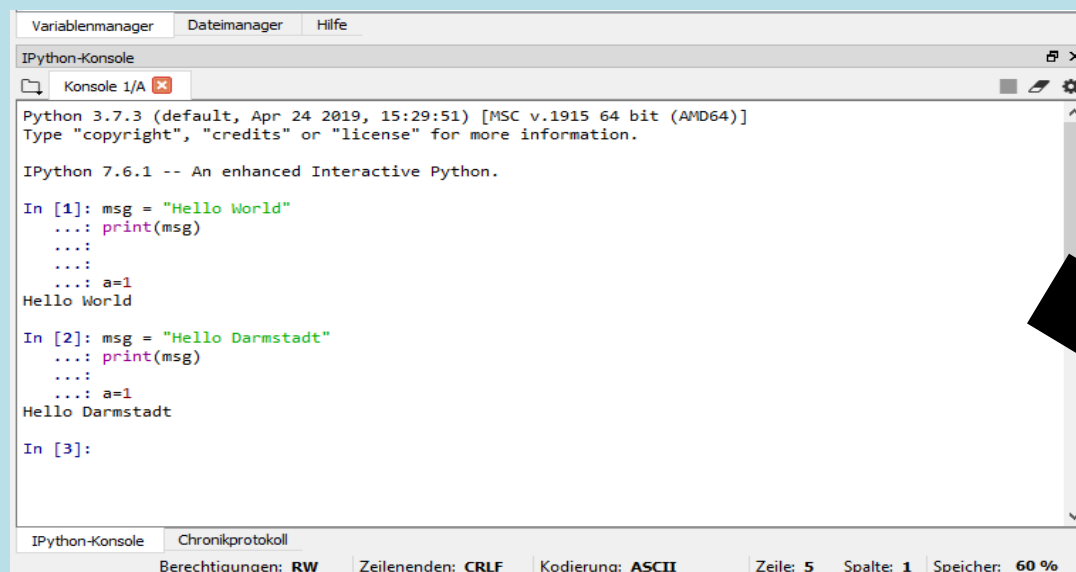 Variablenmanager Dateimanager Hilfe
IPython-Konsole
Konsole 1/A
Python 3.7.3 (default, Apr 24 2019, 15:29:51) [MSC v.1915 64 bit (AMD64)]
Type "copyright", "credits" or "license" for more information.
IPython 7.6.1 -- An enhanced Interactive Python.
In [1]: msg = "Hello World"
...: print(msg)
...:
...:
...: a=1
Hello World
In [2]: msg = "Hello Darmstadt"
...: print(msg)
...:
...: a=1
Hello Darmstadt
In [3]:
IPython-Konsole Chronikprotokoll
Berechtigungen: RW Zeilenenden: CRLF Kodierung: ASCII Zeile: 5 Spalte: 1 Speicher: 60 %